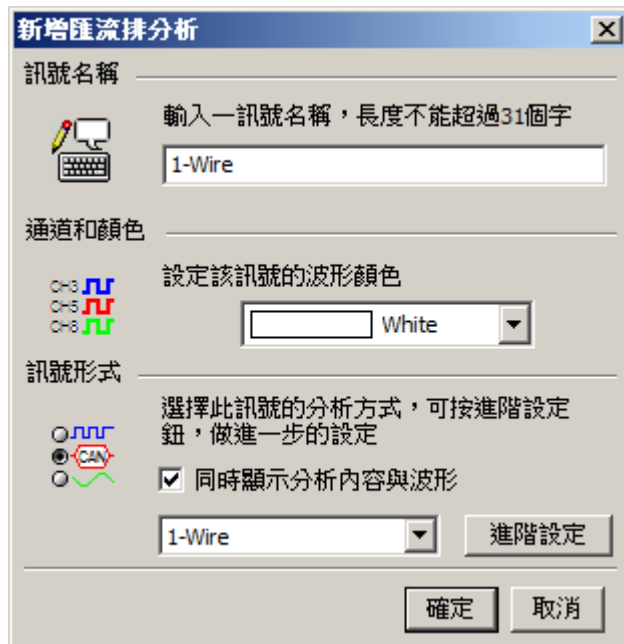 新增匯流排分析
訊號名稱
輸入一訊號名稱，長度不能超過31個字
1-Wire
通道和顏色
CH3
CH5
CH8
設定該訊號的波形顏色
White
訊號形式
選擇此訊號的分析方式，可按進階設定
鈕，做進一步的設定
CAN
同時顯示分析內容與波形
1-Wire
進階設定
確定
取消